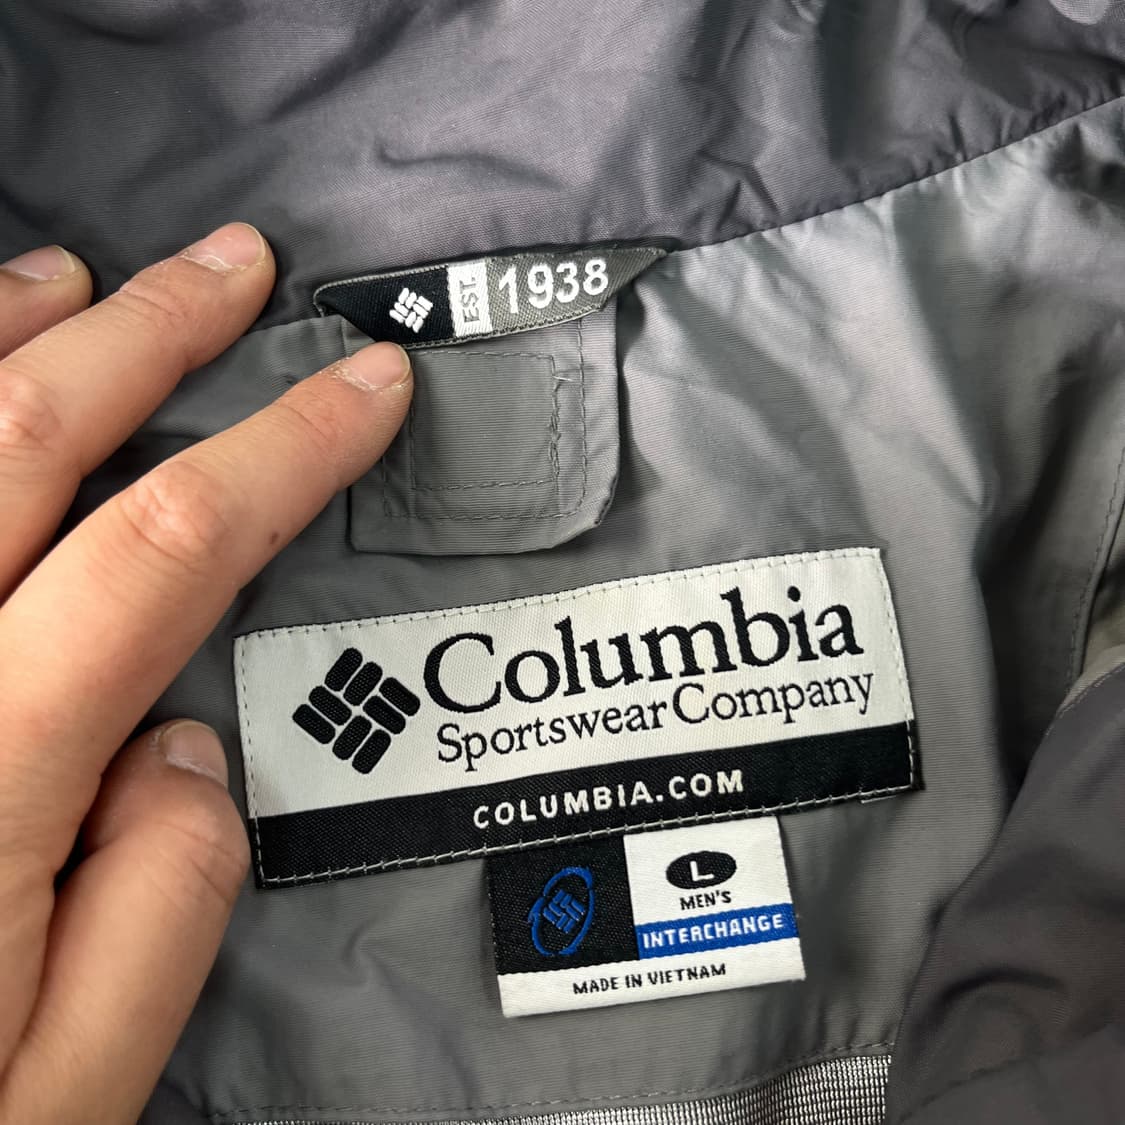 EST. 1938
Columbia
Sportswear Company
COLUMBIA.COM
L
MEN'S
INTERCHANGE
MADE IN VIETNAM